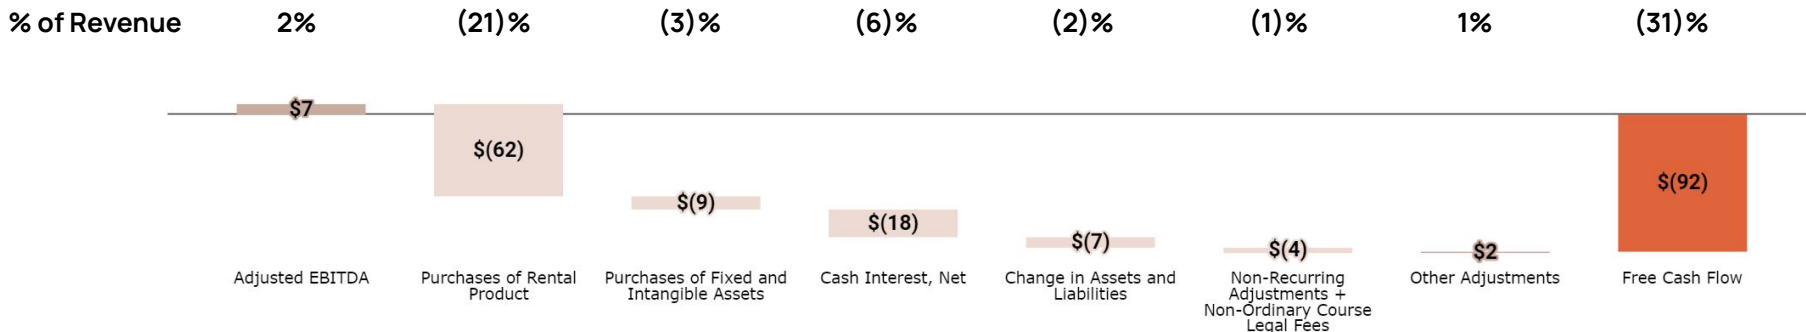 % of Revenue 2% (21)% (3)% (6)% (2)% (1)% 1% (31)%
$7 $(62) $(9) $(18) $(7) $(4) $2 $(92)
Adjusted EBITDA
Purchases of Rental
Product
Purchases of Fixed and
Intangible Assets
Cash Interest, Net
Change in Assets and
Liabilities
Non-Recurring
Adjustments +
Non-Ordinary Course
Legal Fees
Other Adjustments
Free Cash Flow